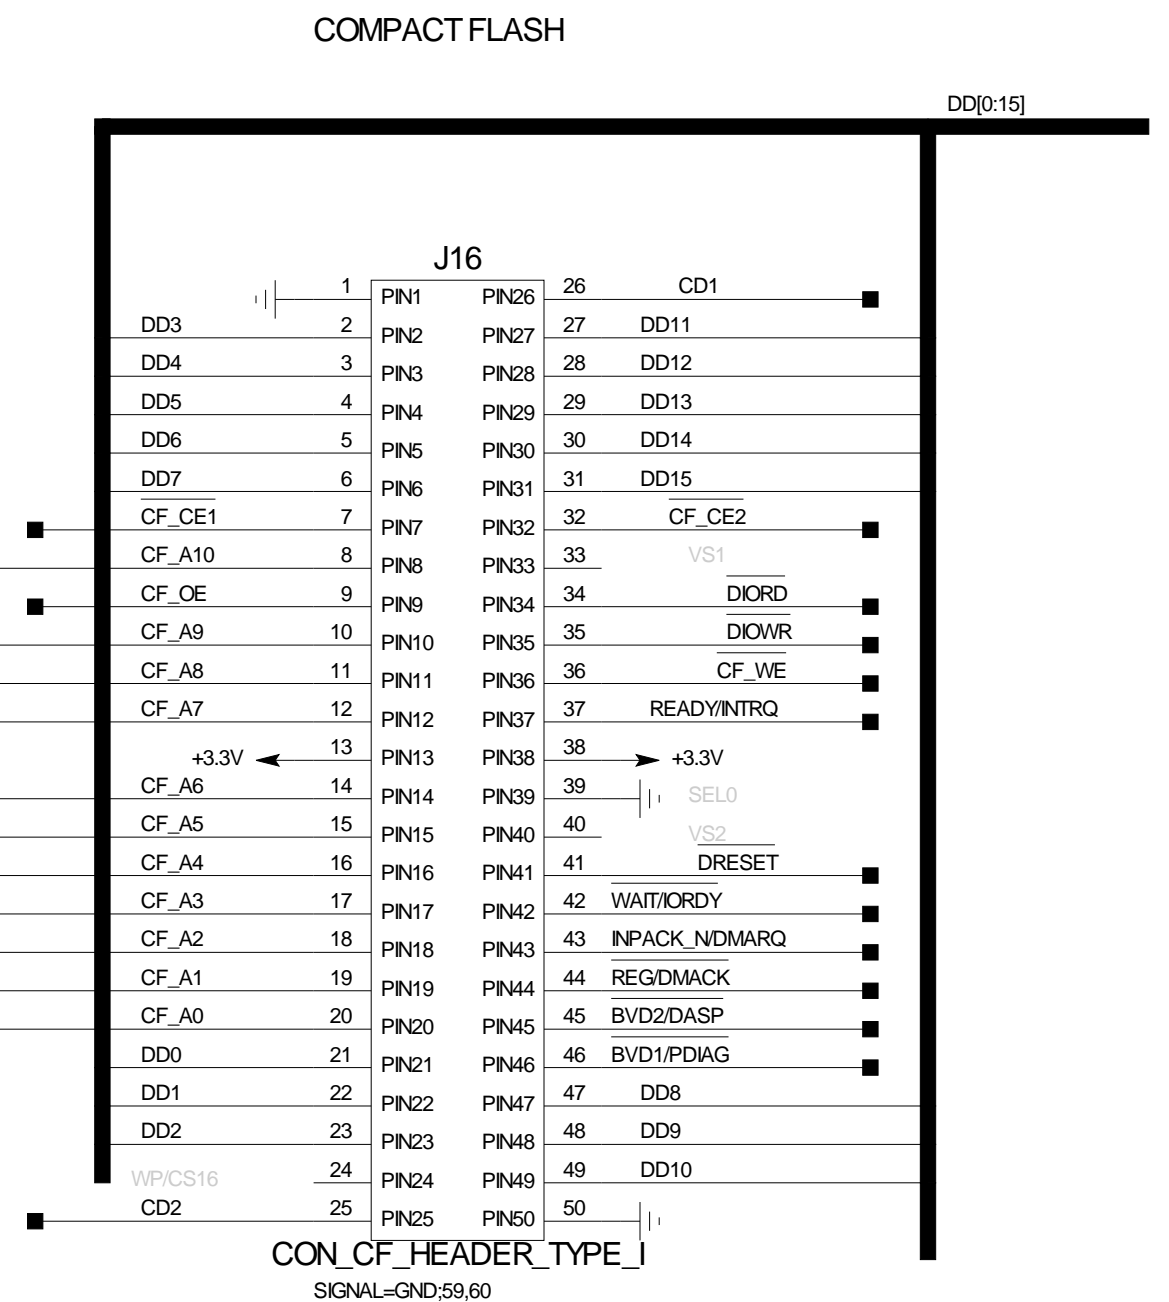 COMPACT FLASH
DD[0:15]
J16
1 PIN1 PIN26 26 CD1
DD3 2 PIN2 PIN27 27 DD11
DD4 3 PIN3 PIN28 28 DD12
DD5 4 PIN4 PIN29 29 DD13
DD6 5 PIN5 PIN30 30 DD14
DD7 6 PIN6 PIN31 31 DD15
CF_CE1 7 PIN7 PIN32 32 CF_CE2
CF_A10 8 PIN8 PIN33 33 VS1
CF_OE 9 PIN9 PIN34 34 DIORD
CF_A9 10 PIN10 PIN35 35 DIOWR
CF_A8 11 PIN11 PIN36 36 CF_WE
CF_A7 12 PIN12 PIN37 37 READY/INTRQ
+3.3V 13 PIN13 PIN38 38 +3.3V
CF_A6 14 PIN14 PIN39 39 SEL0
CF_A5 15 PIN15 PIN40 40 VS2
CF_A4 16 PIN16 PIN41 41 DRESET
CF_A3 17 PIN17 PIN42 42 WAIT/IORDY
CF_A2 18 PIN18 PIN43 43 INPACK_N/DMARQ
CF_A1 19 PIN19 PIN44 44 REG/DMACK
CF_A0 20 PIN20 PIN45 45 BVD2/DASP
DD0 21 PIN21 PIN46 46 BVD1/PDIAG
DD1 22 PIN22 PIN47 47 DD8
DD2 23 PIN23 PIN48 48 DD9
WP/CS16 24 PIN24 PIN49 49 DD10
CD2 25 PIN25 PIN50 50
CON_CF_HEADER_TYPE_I
SIGNAL=GND;59,60